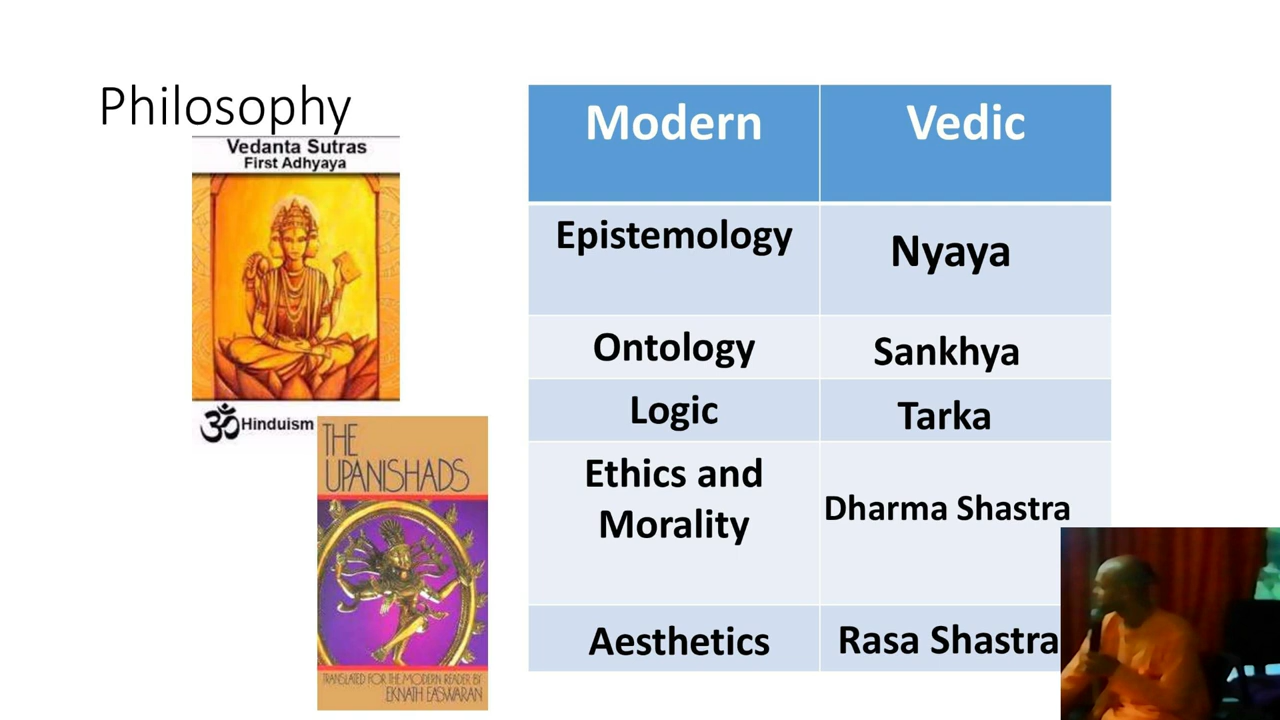 Philosophy
Vedanta Sutras
First Adhyaya
ॐ Hinduism
THE
UPANISHADS
TRANSLATED FOR THE MODERN READER BY
EKNATH EASWARAN
Modern Vedic
Epistemology Nyaya
Ontology Sankhya
Logic Tarka
Ethics and
Morality
Dharma Shastra
Aesthetics Rasa Shastra